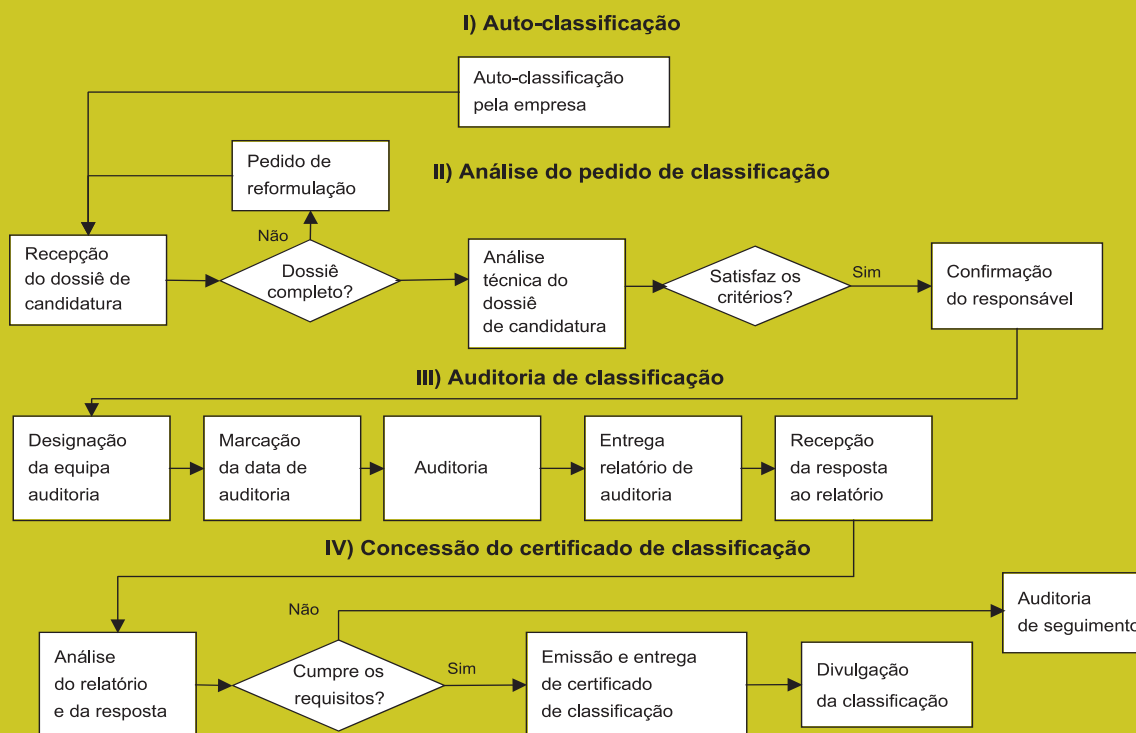 I) Auto-classificação
Auto-classificação
pela empresa
Pedido de
reformulação
II) Análise do pedido de classificação
Não
Recepção
do dossiê de
candidatura
Dossiê
completo?
Análise
técnica do
dossiê
de candidatura
Satisfaz os
critérios?
Sim
Confirmação
do responsável
III) Auditoria de classificação
Designação
da equipa
auditoria
Marcação
da data de
auditoria
Auditoria
Entrega
relatório de
auditoria
Recepção
da resposta
ao relatório
IV) Concessão do certificado de classificação
Não
Auditoria
de seguimento
Análise
do relatório
e da resposta
Cumpre os
requisitos?
Sim
Emissão e entrega
de certificado
de classificação
Divulgação
da classificação